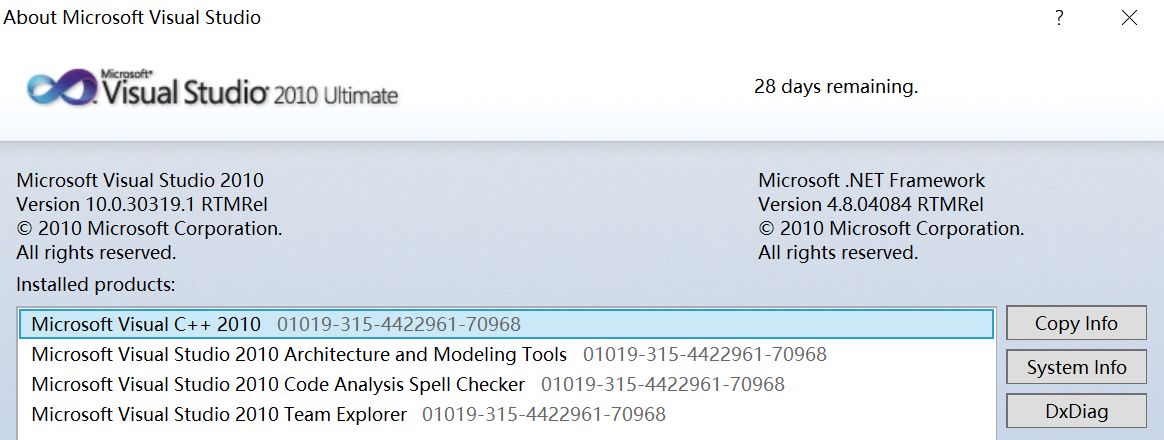 About Microsoft Visual Studio
?
Microsoft®
Visual Studio® 2010 Ultimate
28 days remaining.
Microsoft Visual Studio 2010
Version 10.0.30319.1 RTMRel
© 2010 Microsoft Corporation.
All rights reserved.
Microsoft .NET Framework
Version 4.8.04084 RTMRel
© 2010 Microsoft Corporation.
All rights reserved.
Installed products:
Microsoft Visual C++ 2010 01019-315-4422961-70968
Microsoft Visual Studio 2010 Architecture and Modeling Tools 01019-315-4422961-70968
Microsoft Visual Studio 2010 Code Analysis Spell Checker 01019-315-4422961-70968
Microsoft Visual Studio 2010 Team Explorer 01019-315-4422961-70968
Copy Info
System Info
DxDiag